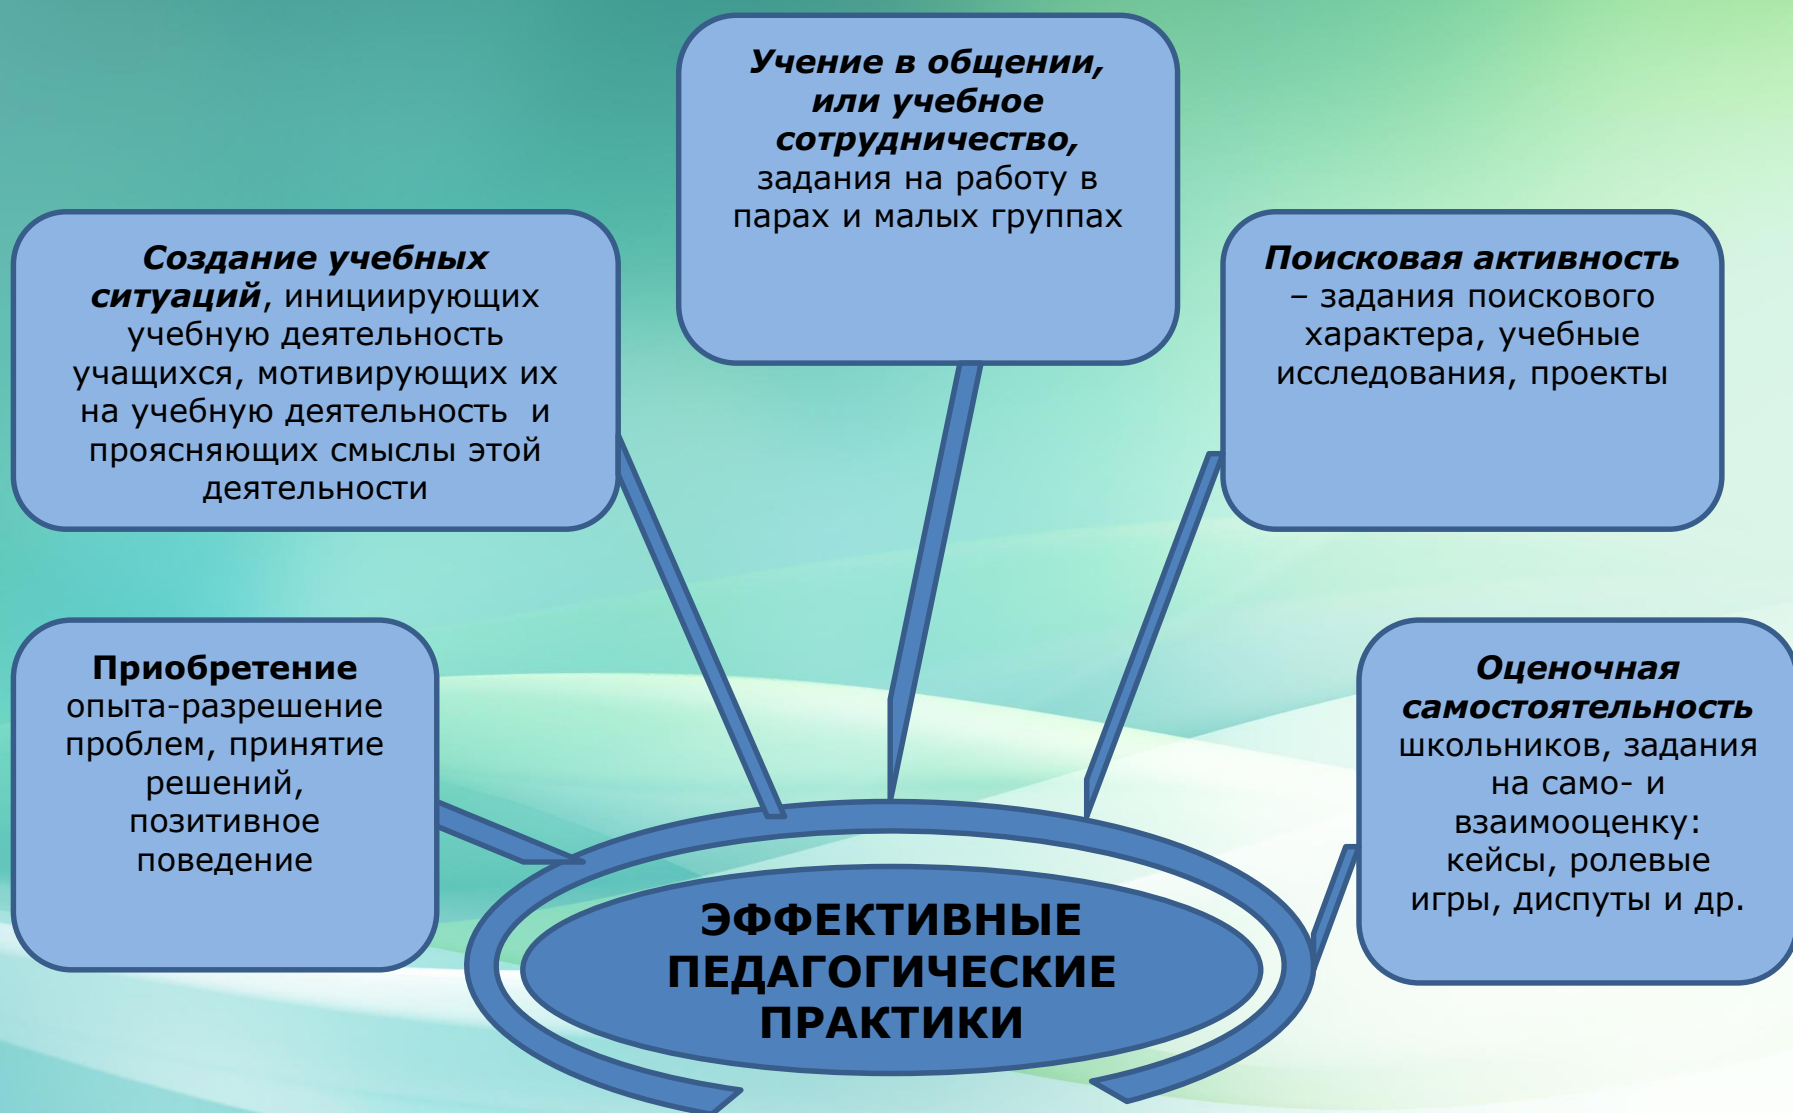 Учение в общении,
или учебное
сотрудничество,
задания на работу в
парах и малых группах
Создание учебных
ситуаций, инициирующих
учебную деятельность
учащихся, мотивирующих их
на учебную деятельность и
проясняющих смыслы этой
деятельности
Поисковая активность
– задания поискового
характера, учебные
исследования, проекты
Приобретение
опыта-разрешение
проблем, принятие
решений,
позитивное
поведение
Оценочная
самостоятельность
школьников, задания
на само- и
взаимооценку:
кейсы, ролевые
игры, диспуты и др.
ЭФФЕКТИВНЫЕ
ПЕДАГОГИЧЕСКИЕ
ПРАКТИКИ